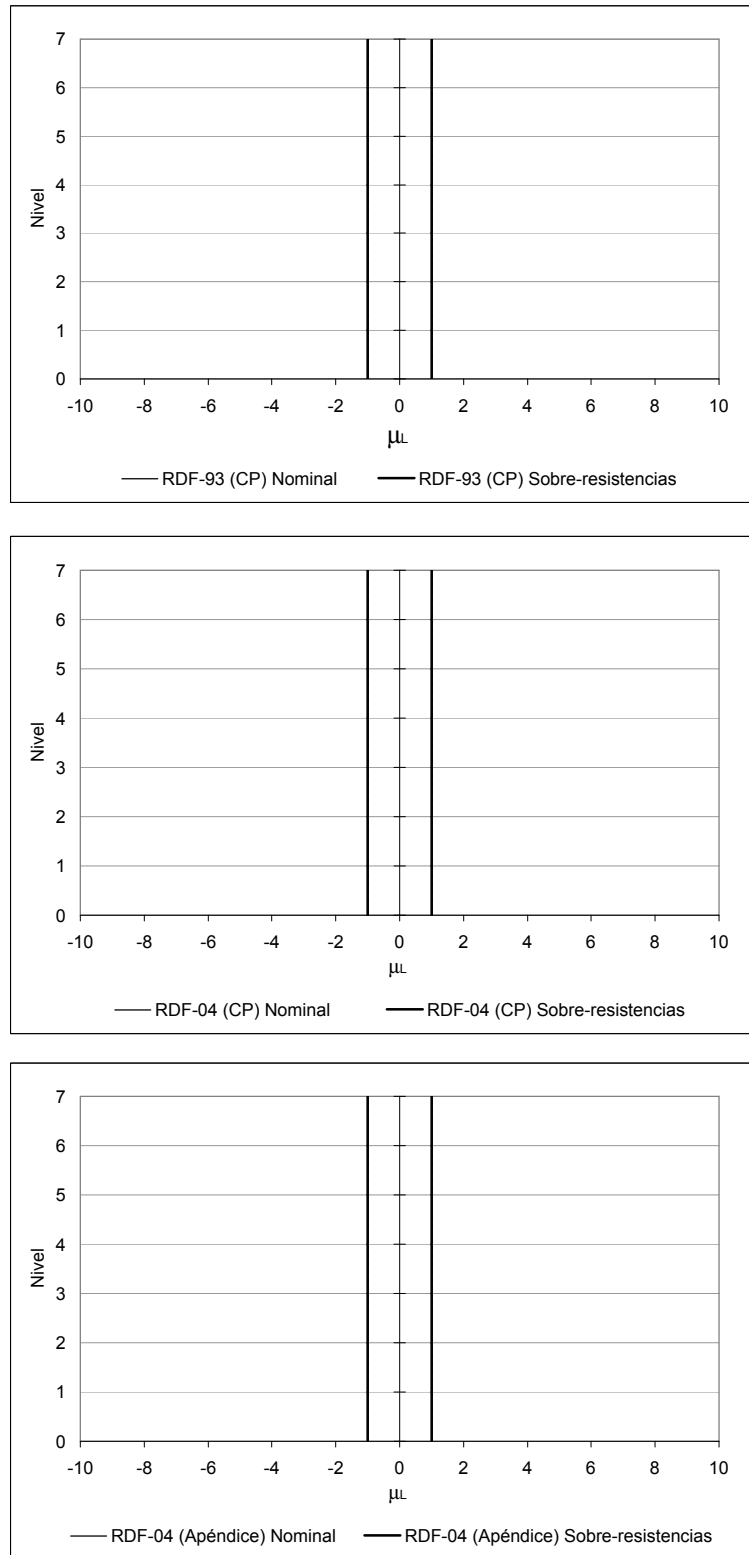 7
6
5
4
3
2
1
0
Nivel
-10 -8 -6 -4 -2 0 2 4 6 8 10
μL
RDF-93 (CP) Nominal RDF-93 (CP) Sobre-resistencias
7
6
5
4
3
2
1
0
Nivel
-10 -8 -6 -4 -2 0 2 4 6 8 10
μL
RDF-04 (CP) Nominal RDF-04 (CP) Sobre-resistencias
7
6
5
4
3
2
1
0
Nivel
-10 -8 -6 -4 -2 0 2 4 6 8 10
μL
RDF-04 (Apéndice) Nominal RDF-04 (Apéndice) Sobre-resistencias